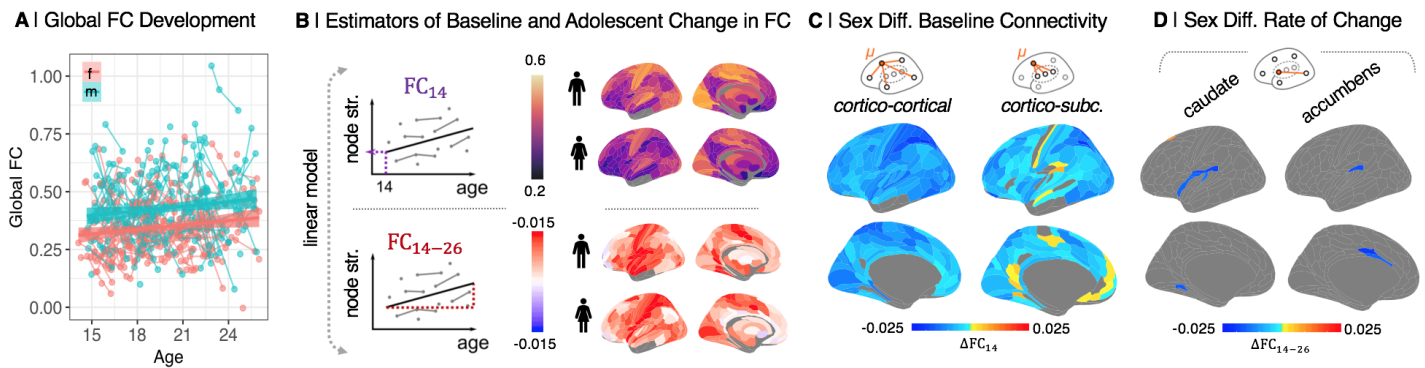 A | Global FC Development
f
m
1.00
0.75
0.50
0.25
0.00
Global FC
15
18
21
24
Age
B | Estimators of Baseline and Adolescent Change in FC
linear model
FC14
node str.
14
age
0.6
0.2
FC14−26
node str.
age
-0.015
-0.015
C | Sex Diff. Baseline Connectivity
μ
μ
cortico-cortical
cortico-subc.
-0.025
0.025
ΔFC14
D | Sex Diff. Rate of Change
caudate
accumbens
-0.025
0.025
ΔFC14−26